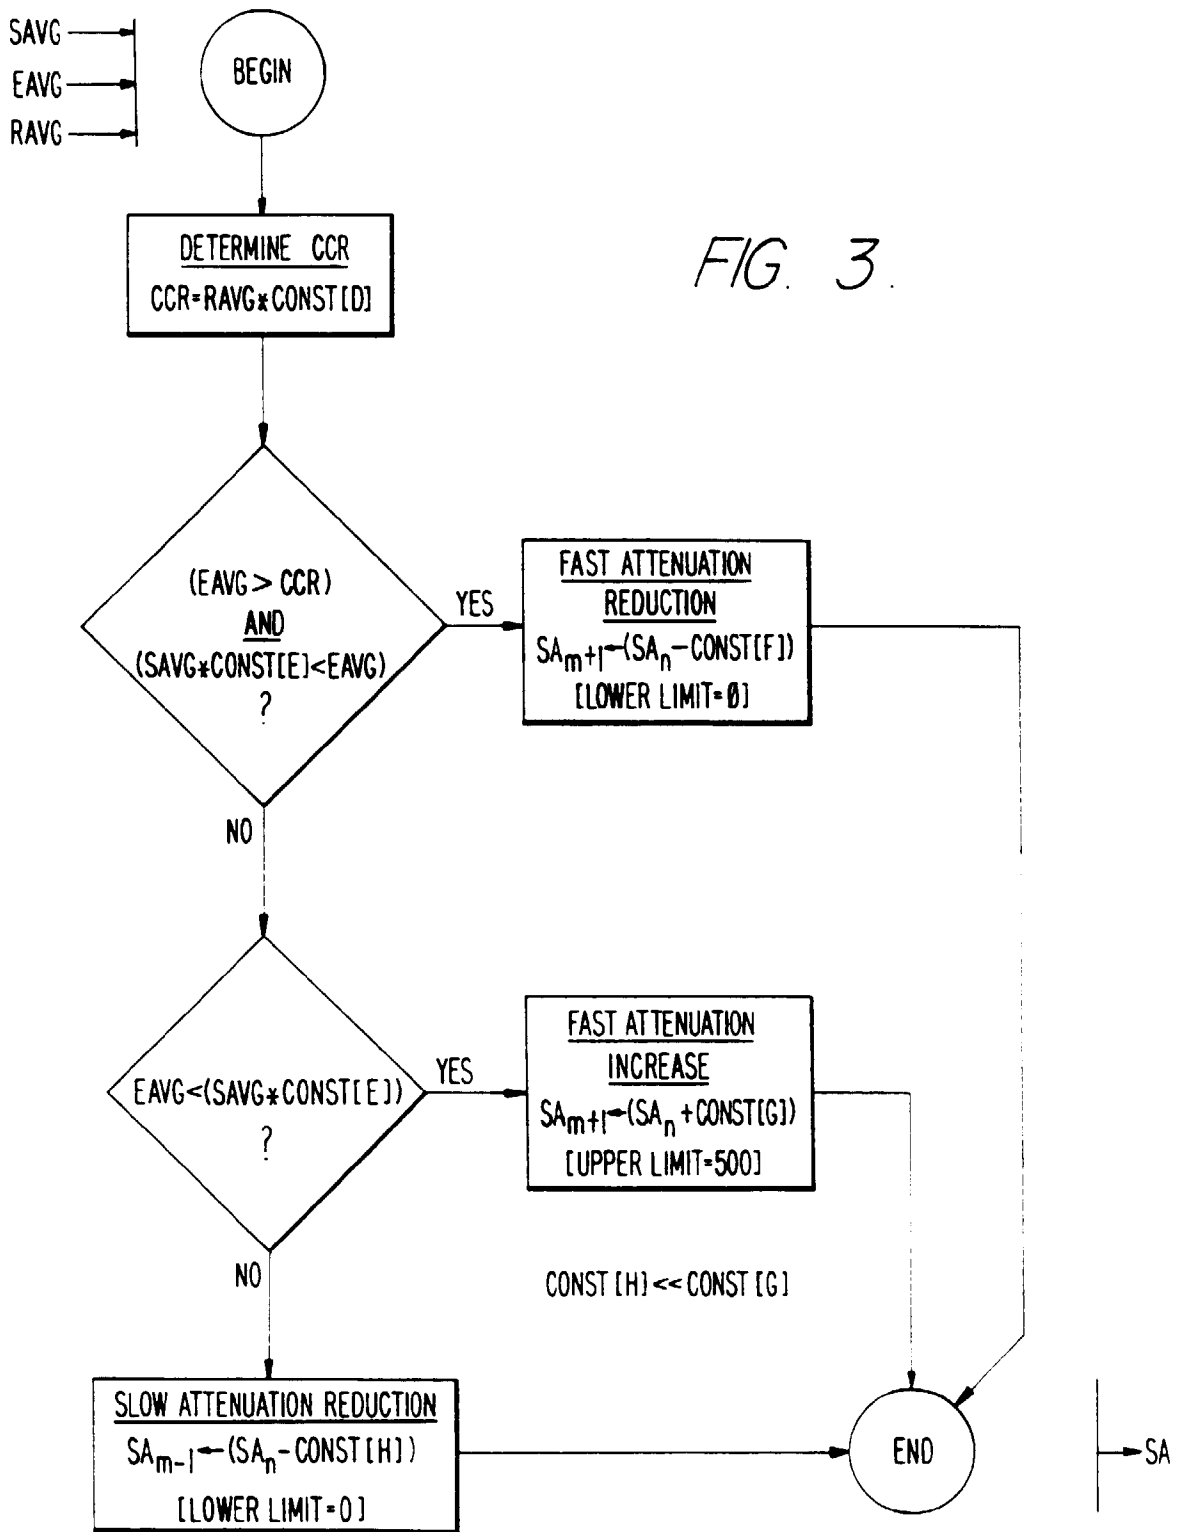 SAVG
EAVG
RAVG
BEGIN
DETERMINE CCR
CCR=RAVG*CONST[D]
FIG. 3.
(EAVG > CCR)
AND
(SAVG*CONST[E]<EAVG)
?
YES
FAST ATTENUATION
REDUCTION
SAm+1←(SAn-CONST[F])
[LOWER LIMIT=Ø]
NO
EAVG<(SAVG*CONST[E])
?
YES
FAST ATTENUATION
INCREASE
SAm+1←(SAn+CONST[G])
[UPPER LIMIT=500]
NO
CONST[H]<<CONST[G]
SLOW ATTENUATION REDUCTION
SAm-1←(SAn-CONST[H])
[LOWER LIMIT=0]
END
SA